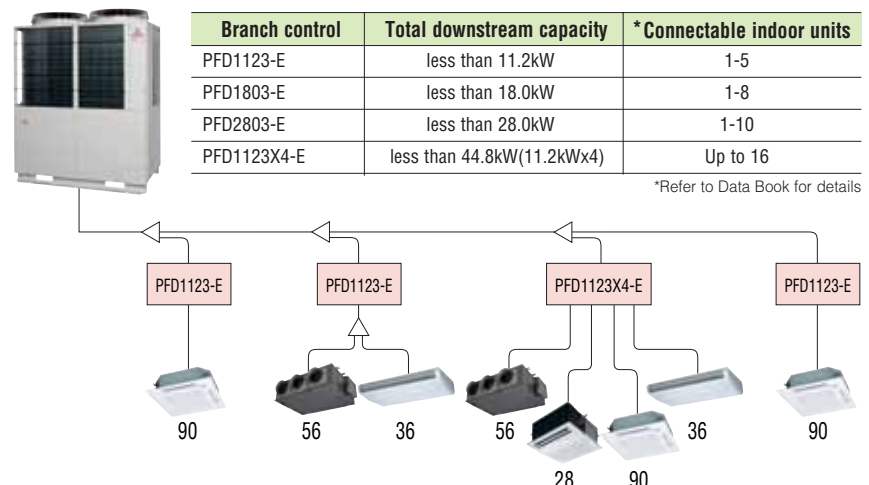 Branch control Total downstream capacity *Connectable indoor units
PFD1123-E less than 11.2kW 1-5
PFD1803-E less than 18.0kW 1-8
PFD2803-E less than 28.0kW 1-10
PFD1123X4-E less than 44.8kW(11.2kWx4) Up to 16
*Refer to Data Book for details
PFD1123-E PFD1123-E PFD1123X4-E PFD1123-E
90 56 36 56 36 90
28 90